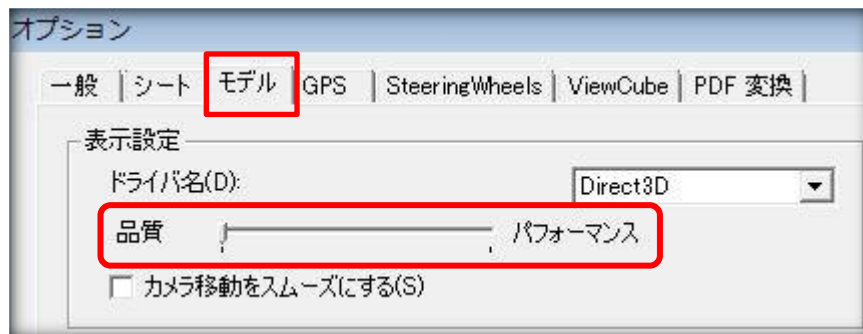 オプション
一般 シート モデル GPS SteeringWheels ViewCube PDF 変換
表示設定
ドライバ名(D): Direct3D
品質 パフォーマンス
カメラ移動をスムーズにする(S)